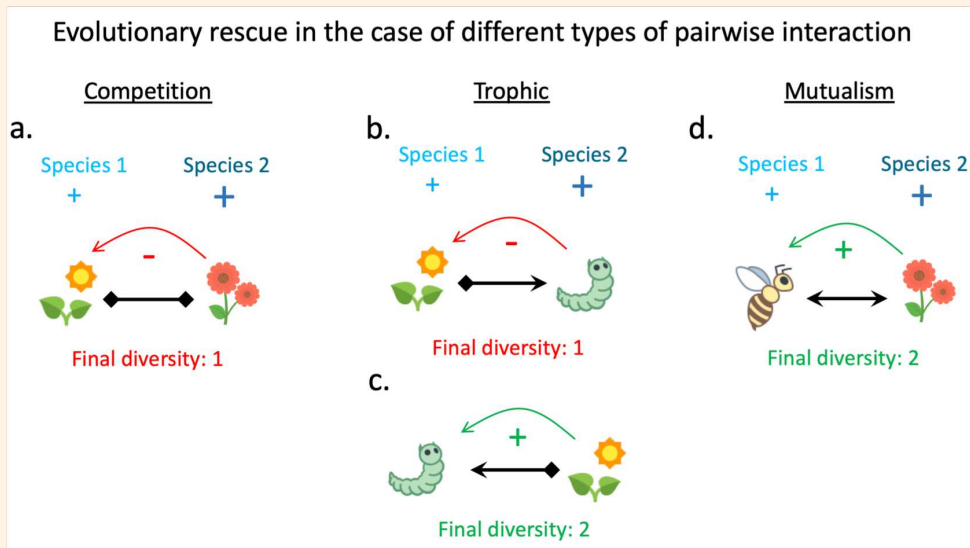 Evolutionary rescue in the case of different types of pairwise interaction
Competition
a.
Species 1
Species 2
+
+
-
Final diversity: 1
Trophic
b.
Species 1
Species 2
+
+
-
Final diversity: 1
c.
+
Final diversity: 2
Mutualism
d.
Species 1
Species 2
+
+
+
Final diversity: 2